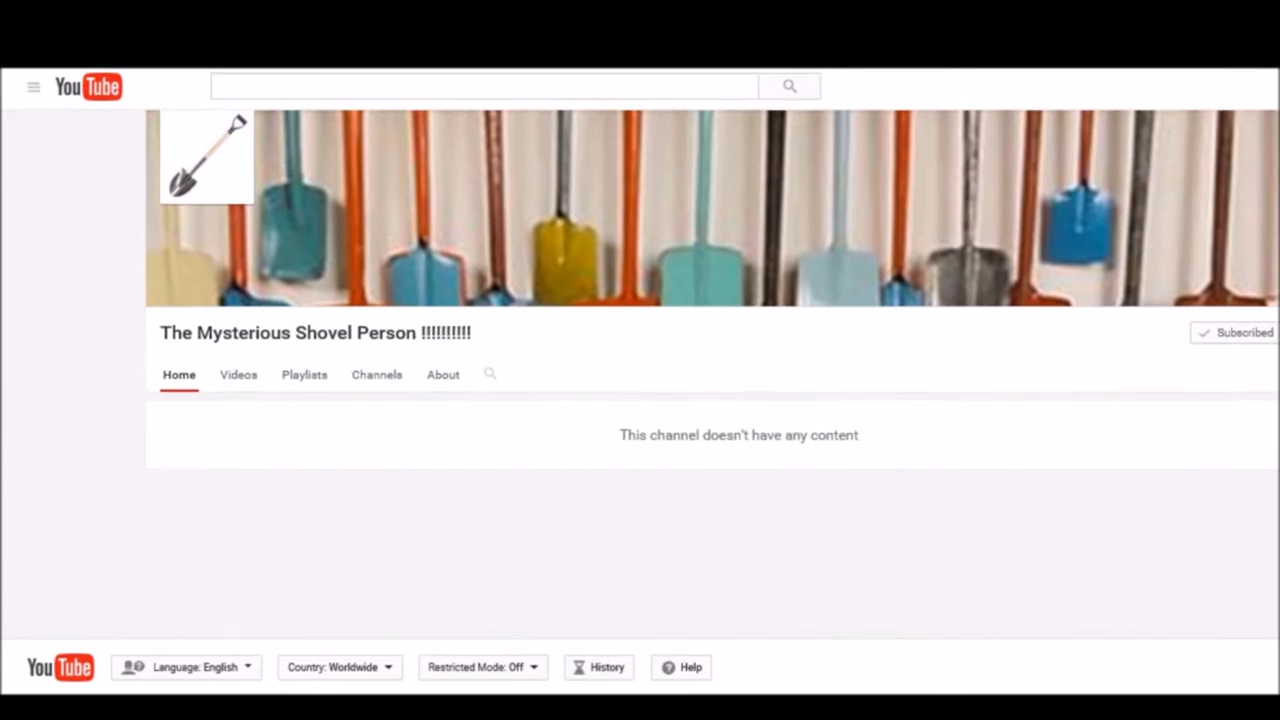 YouTube
The Mysterious Shovel Person !!!!!!!!!!
Subscribed
Home Videos Playlists Channels About
This channel doesn't have any content
YouTube Language: English Country: Worldwide Restricted Mode: Off History Help